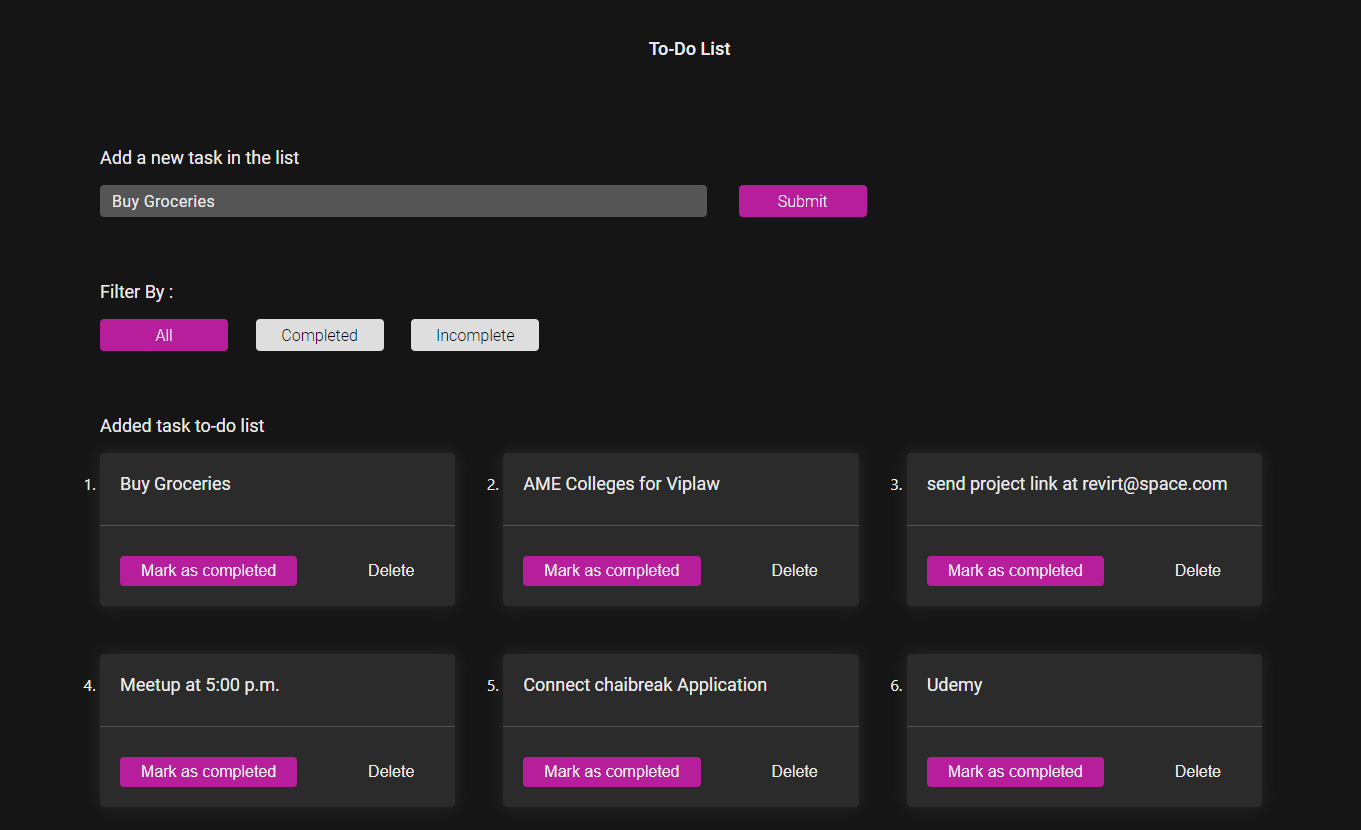 To-Do List
Add a new task in the list
Buy Groceries
Submit
Filter By :
All
Completed
Incomplete
Added task to-do list
1. Buy Groceries
Mark as completed Delete
2. AME Colleges for Viplaw
Mark as completed Delete
3. send project link at revirt@space.com
Mark as completed Delete
4. Meetup at 5:00 p.m.
Mark as completed Delete
5. Connect chaibreak Application
Mark as completed Delete
6. Udemy
Mark as completed Delete